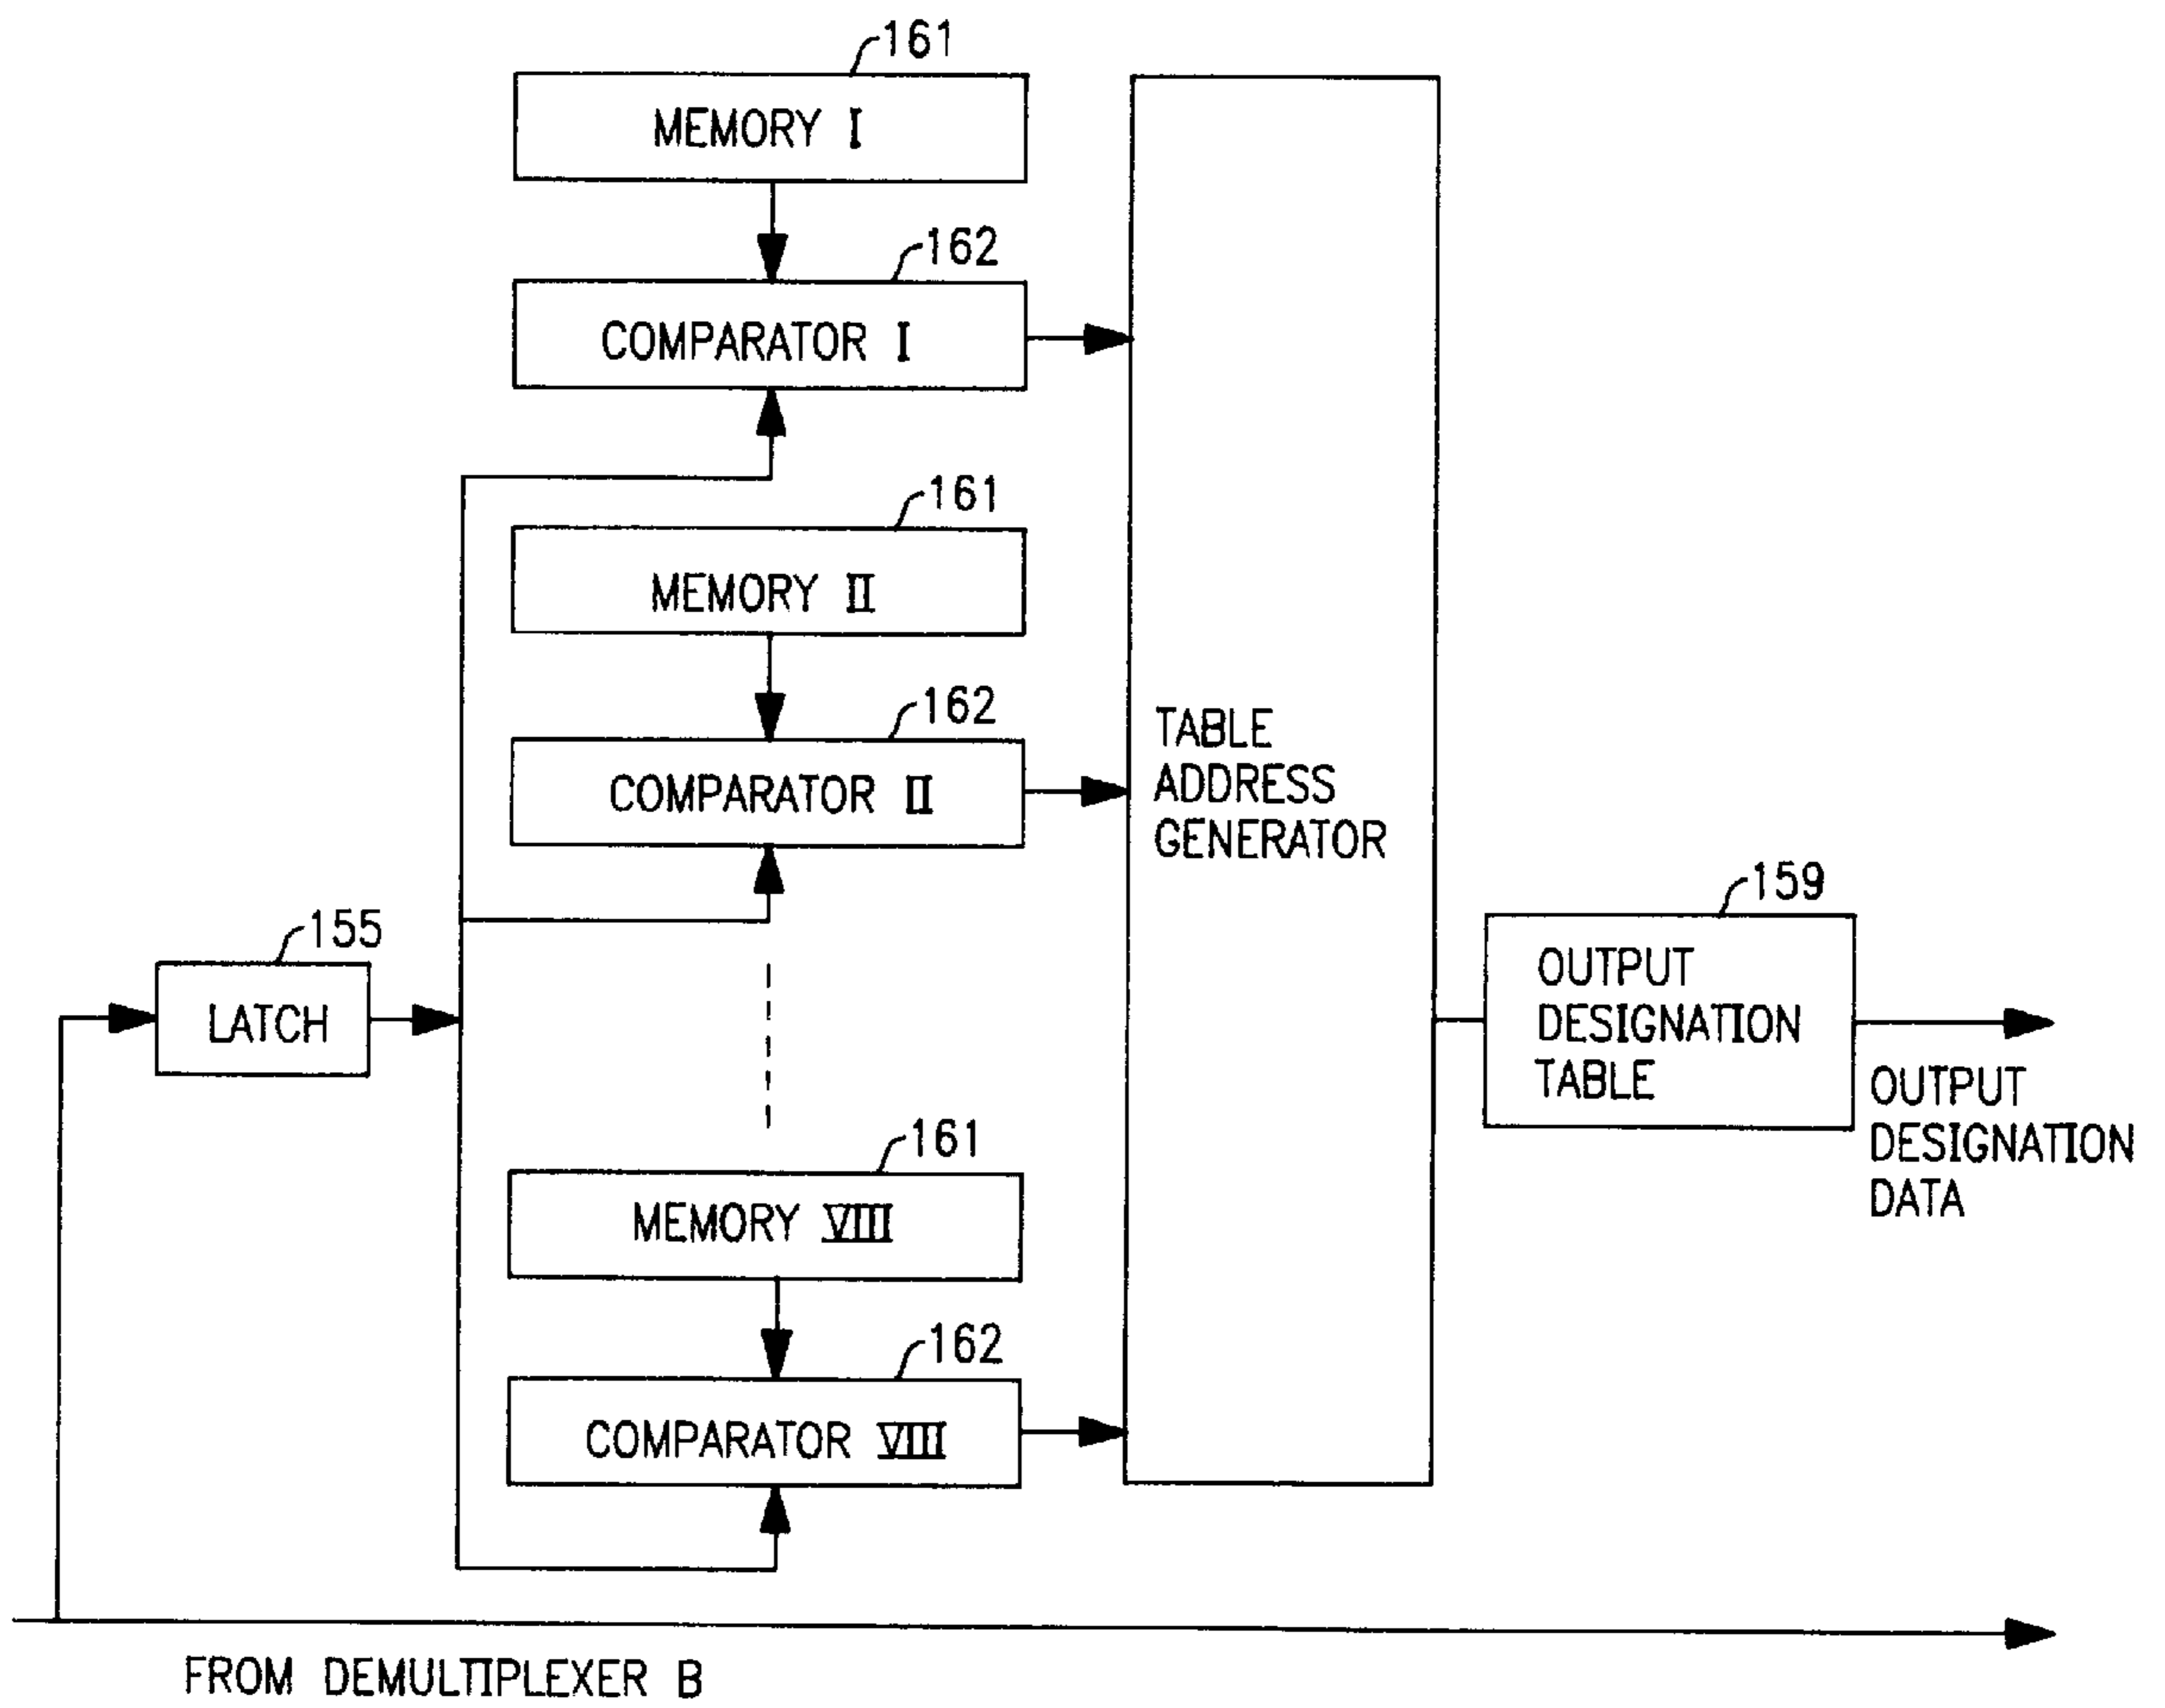 161
MEMORY I
162
COMPARATOR I
161
MEMORY II
162
COMPARATOR II
TABLE
ADDRESS
GENERATOR
159
OUTPUT
DESIGNATION
TABLE
155
LATCH
OUTPUT
DESIGNATION
DATA
161
MEMORY VIII
162
COMPARATOR VIII
FROM DEMULTIPLEXER B